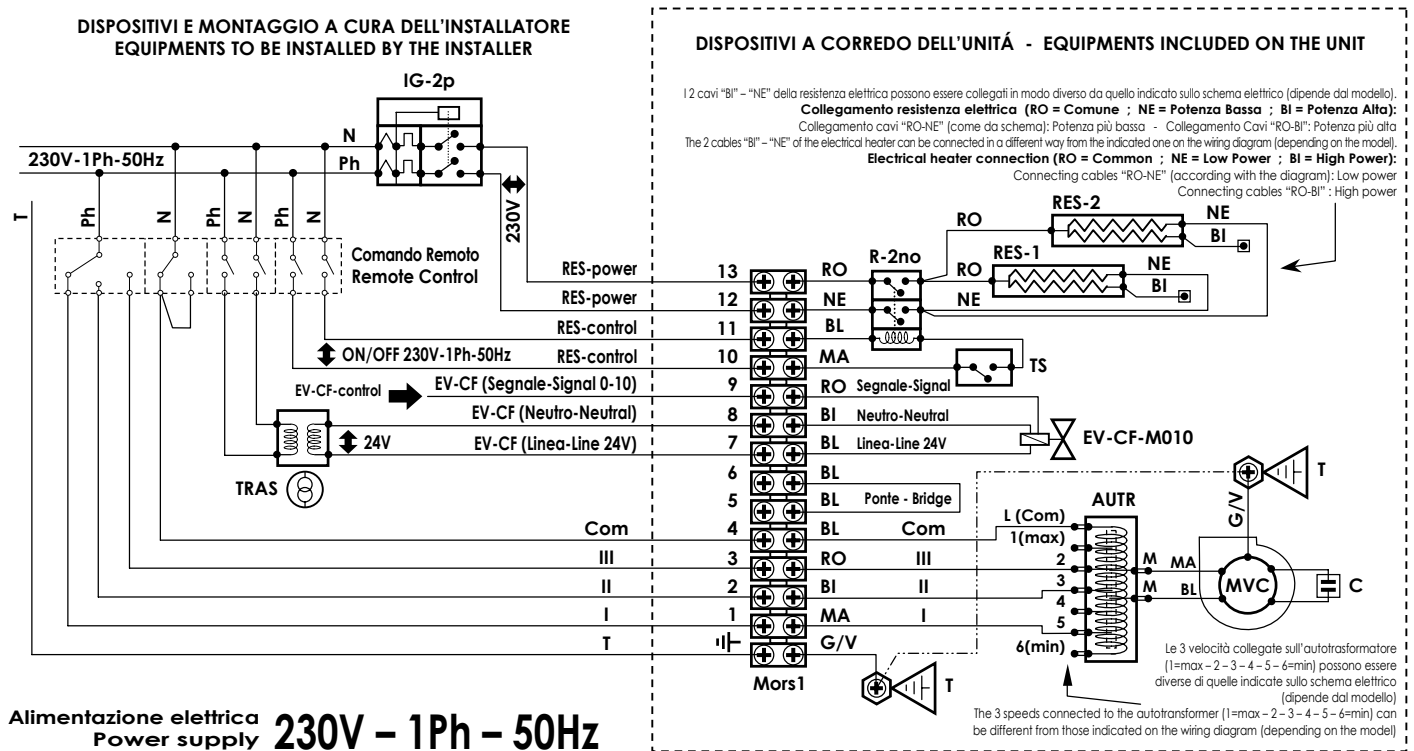 DISPOSITIVI E MONTAGGIO A CURA DELL'INSTALLATORE
EQUIPMENTS TO BE INSTALLED BY THE INSTALLER
DISPOSITIVI A CORREDO DELL'UNITÁ - EQUIPMENTS INCLUDED ON THE UNIT
I 2 cavi "BI" – "NE" della resistenza elettrica possono essere collegati in modo diverso da quello indicato sullo schema elettrico (dipende dal modello).
Collegamento resistenza elettrica (RO = Comune ; NE = Potenza Bassa ; BI = Potenza Alta):
Collegamento cavi "RO-NE" (come da schema): Potenza più bassa - Collegamento Cavi "RO-BI": Potenza più alta
The 2 cables "BI" – "NE" of the electrical heater can be connected in a different way from the indicated one on the wiring diagram (depending on the model).
Electrical heater connection (RO = Common ; NE = Low Power ; BI = High Power):
Connecting cables "RO-NE" (according with the diagram): Low power
Connecting cables "RO-BI" : High power
IG-2p
N
230V-1Ph-50Hz
Ph
T
Ph
N
Ph
N
Ph
N
230V
Comando Remoto
Remote Control
RES-2
RO
NE
BI
R-2no
RES-1
RO
NE
BI
NE
RES-power
13
RO
RES-power
12
NE
RES-control
11
BL
ON/OFF 230V-1Ph-50Hz
RES-control
10
MA
TS
EV-CF-control
EV-CF (Segnale-Signal 0-10)
9
RO
Segnale-Signal
EV-CF (Neutro-Neutral)
8
BI
Neutro-Neutral
24V
EV-CF (Linea-Line 24V)
7
BL
Linea-Line 24V
EV-CF-M010
TRAS
6
BL
5
BL
Ponte - Bridge
T
G/V
AUTR
L (Com)
1(max)
2
3
4
5
6(min)
Com
4
BL
Com
III
3
RO
III
II
2
BI
II
I
1
MA
I
T
G/V
M
MA
M
BL
MVC
C
Mors1
T
Le 3 velocità collegate sull'autotrasformatore
(1=max – 2 – 3 – 4 – 5 – 6=min) possono essere
diverse di quelle indicate sullo schema elettrico
(dipende dal modello)
The 3 speeds connected to the autotransformer (1=max – 2 – 3 – 4 – 5 – 6=min) can
be different from those indicated on the wiring diagram (depending on the model)
Alimentazione elettrica
Power supply
230V – 1Ph – 50Hz